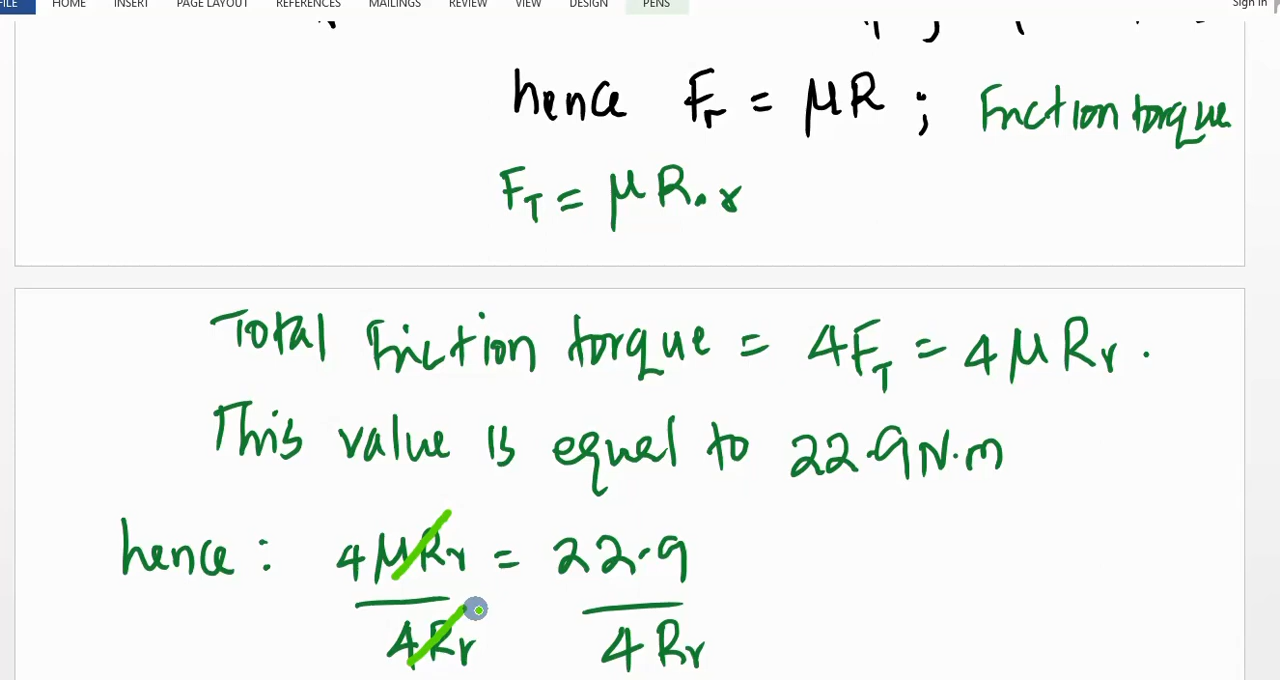 FILE HOME INSERT PAGE LAYOUT REFERENCES MAILINGS REVIEW VIEW DESIGN PENS Sign in
hence Fr = μR ; Friction torque
FT = μR.r
Total Friction torque = 4FT = 4μRr.
This value is equal to 22.9N.m
hence : 4μRr = 22.9
4Rr 4Rr